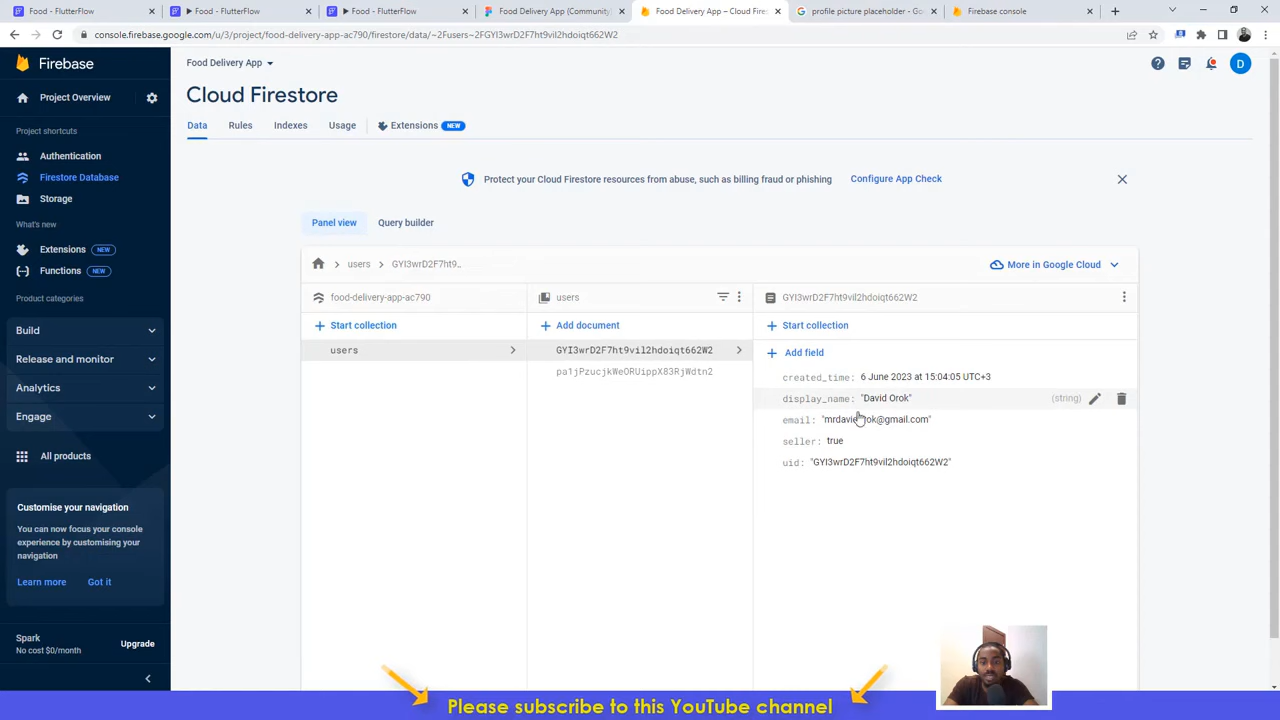 Food - FlutterFlow
Food - FlutterFlow
Food - FlutterFlow
Food Delivery App (Community)
Food Delivery App – Cloud Fire
profile picture placeholder - G
Firebase console
console.firebase.google.com/u/3/project/food-delivery-app-ac790/firestore/data/~2Fusers~2FGYI3wrD2F7ht9vil2hdoiqt662W2
Firebase
Food Delivery App
D
Cloud Firestore
Project Overview
Data Rules Indexes Usage Extensions NEW
Project shortcuts
Authentication
Firestore Database
Storage
What's new
Extensions NEW
Functions NEW
Product categories
Build
Release and monitor
Analytics
Engage
All products
Customise your navigation
You can now focus your console
experience by customising your
navigation
Learn more Got it
Spark
No cost $0/month
Upgrade
Protect your Cloud Firestore resources from abuse, such as billing fraud or phishing Configure App Check
Panel view Query builder
users > GYI3wrD2F7ht9..
More in Google Cloud
food-delivery-app-ac790
+ Start collection
users
users
+ Add document
GYI3wrD2F7ht9vil2hdoiqt662W2
pa1jPzucjkWeORUippX83RjWdtn2
GYI3wrD2F7ht9vil2hdoiqt662W2
+ Start collection
+ Add field
created_time: 6 June 2023 at 15:04:05 UTC+3
display_name: "David Orok" (string)
email:
seller: true
uid: "GYI3wrD2F7ht9vil2hdoiqt662W2"
Please subscribe to this YouTube channel